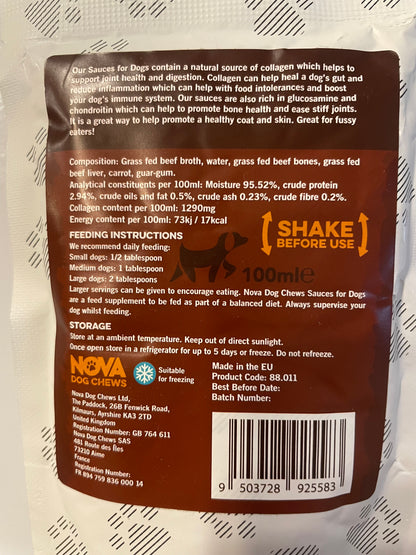 Our Sauces for Dogs contain a natural source of collagen which helps to
support joint health and digestion. Collagen can help heal a dog's gut and
reduce inflammation which can help with food intolerances and boost
your dog's immune system. Our sauces are also rich in glucosamine and
chondroitin which help to promote bone health and ease stiff joints.
It is a great way to help promote a healthy coat and skin. Great for fussy
eaters!
Composition: Grass fed beef broth, water, grass fed beef bones, grass fed
beef liver, carrot, guar-gum.
Analytical constituents per 100ml: Moisture 95.52%, crude protein
2.94%, crude oils and fat 0.5%, crude ash 0.23%, crude fibre 0.2%.
Collagen content per 100ml: 1290mg
Energy content per 100ml: 73kj / 17kcal
SHAKE
BEFORE USE
FEEDING INSTRUCTIONS
We recommend daily feeding:
Small dogs: 1/2 tablespoon
Medium dogs: 1 tablespoon
Large dogs: 2 tablespoons
100ml℮
Larger servings can be given to encourage eating. Nova Dog Chews Sauces for Dogs
are a feed supplement to be fed as part of a balanced diet. Always supervise your
dog whilst feeding.
STORAGE
Store at an ambient temperature. Keep out of direct sunlight.
Once open store in a refrigerator for up to 5 days or freeze. Do not refreeze.
NOVA
DOG CHEWS
Suitable
for freezing
Made in the EU
Product Code: 88.011
Best Before Date:
Batch Number:
Nova Dog Chews Ltd,
The Paddock, 26B Fenwick Road,
Kilmaurs, Ayrshire KA3 2TD
United Kingdom
Registration Number: GB 764 611
Nova Dog Chews SAS
481 Route des Îles
73210 Aime
France
Registration Number:
FR R94 759 836 000 14
9 503728 925583